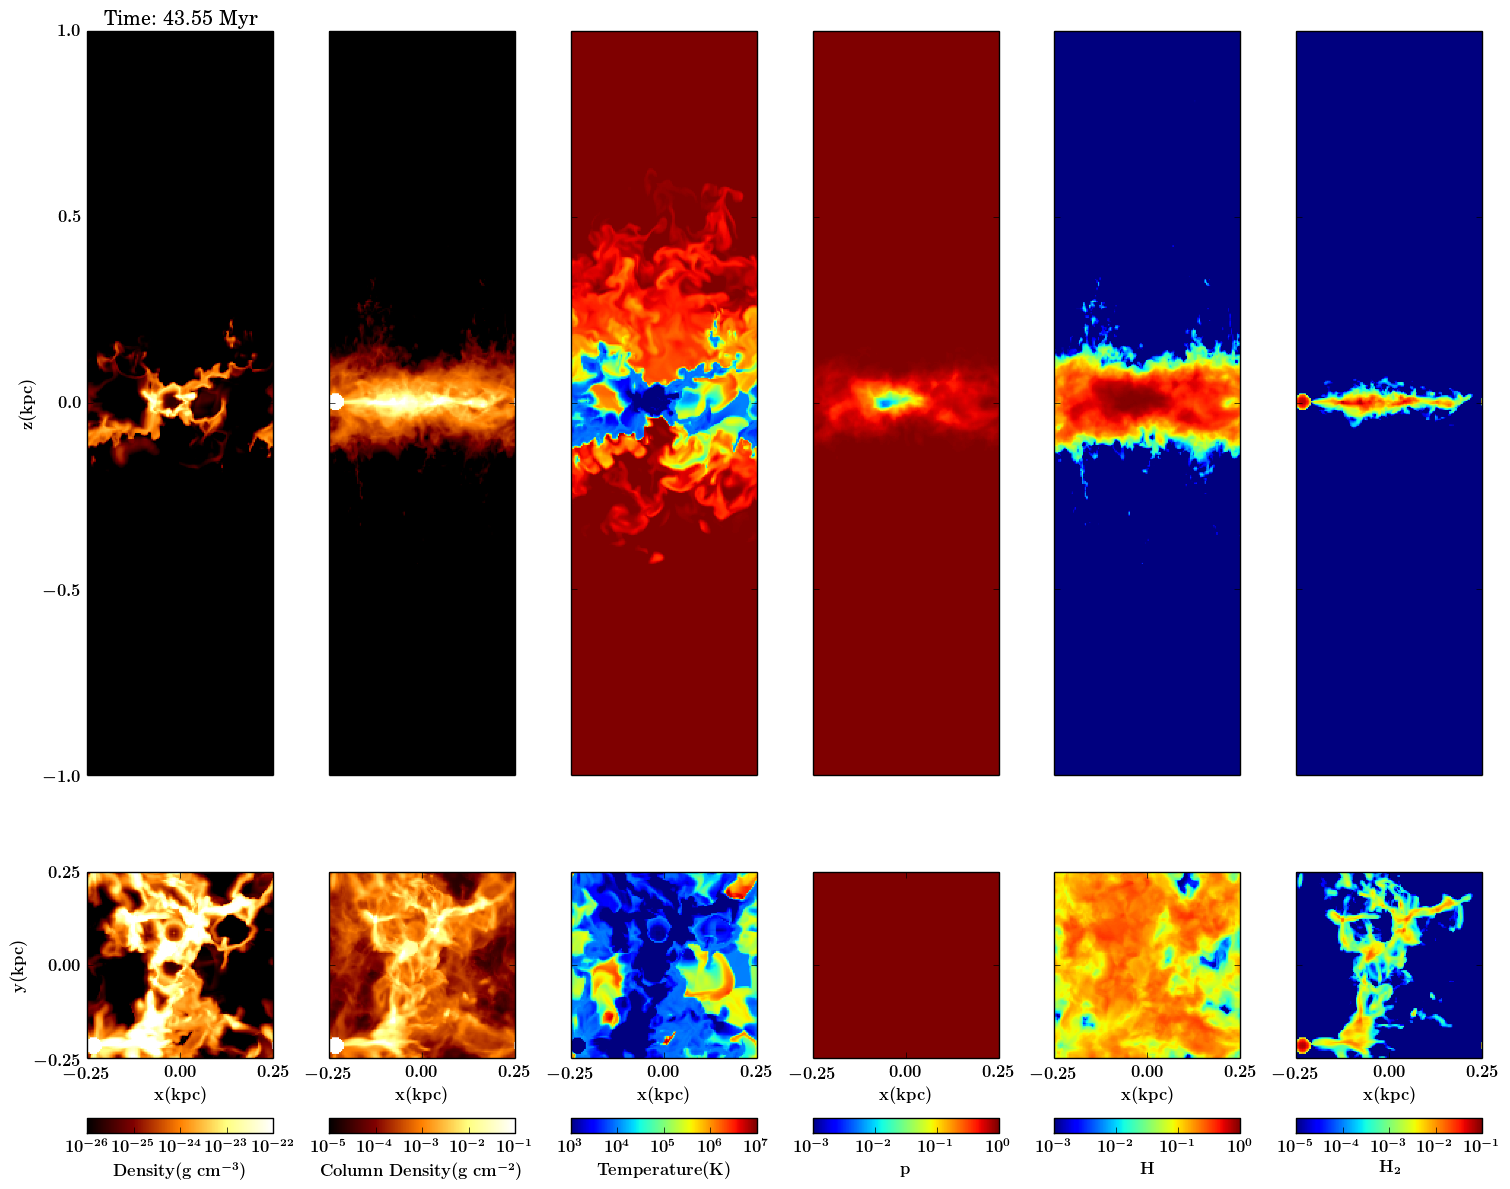 Time: 43.55 Myr
1.0
0.5
z(kpc)
0.0
−0.5
−1.0
0.25
y(kpc)
0.00
−0.25
−0.25 0.00 0.25 −0.25 0.00 0.25 −0.25 0.00 0.25 −0.25 0.00 0.25 −0.25 0.00 0.25 −0.25 0.00 0.25
x(kpc) x(kpc) x(kpc) x(kpc) x(kpc) x(kpc)
10⁻²⁶ 10⁻²⁵ 10⁻²⁴ 10⁻²³ 10⁻²² 10⁻⁵ 10⁻⁴ 10⁻³ 10⁻² 10⁻¹ 10³ 10⁴ 10⁵ 10⁶ 10⁷ 10⁻³ 10⁻² 10⁻¹ 10⁰ 10⁻³ 10⁻² 10⁻¹ 10⁰ 10⁻⁵ 10⁻⁴ 10⁻³ 10⁻² 10⁻¹
Density(g cm⁻³) Column Density(g cm⁻²) Temperature(K) p H H₂